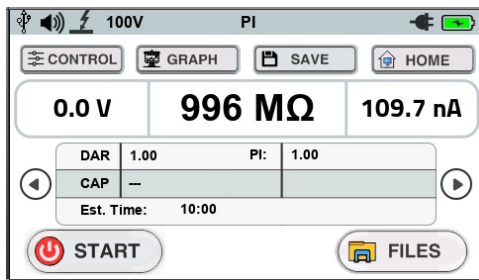 100V PI
CONTROL GRAPH SAVE HOME
0.0 V 996 MΩ 109.7 nA
DAR 1.00 PI: 1.00
CAP ---
Est. Time: 10:00
START FILES